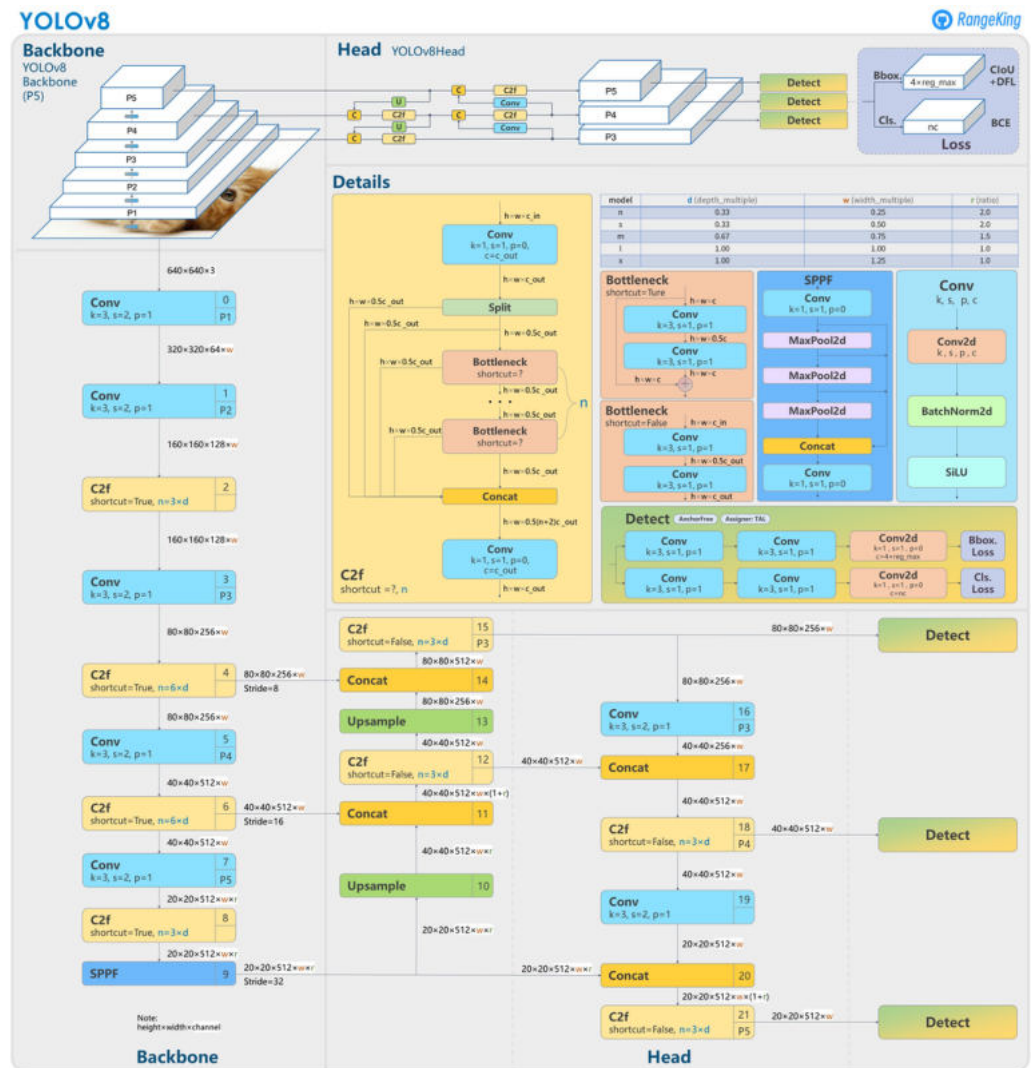 YOLOv8
RangeKing
Backbone
YOLOv8
Backbone
(P5)
P5
P4
P3
P2
P1
Head YOLOv8Head
C
U
C
C2f
U
C
C2f
C
C2f
Conv
C
C2f
Conv
P5
P4
P3
Detect
Detect
Detect
Bbox.
4×reg_max
CIoU
+DFL
Cls.
nc
BCE
Loss
640×640×3
Conv
k=3, s=2, p=1
0
P1
320×320×64×w
Conv
k=3, s=2, p=1
1
P2
160×160×128×w
C2f
shortcut=True, n=3×d
2
160×160×128×w
Conv
k=3, s=2, p=1
3
P3
80×80×256×w
C2f
shortcut=True, n=6×d
4
80×80×256×w
Stride=8
80×80×256×w
Conv
k=3, s=2, p=1
5
P4
40×40×512×w
C2f
shortcut=True, n=6×d
6
40×40×512×w
Stride=16
40×40×512×w
Conv
k=3, s=2, p=1
7
P5
20×20×512×w×r
C2f
shortcut=True, n=3×d
8
20×20×512×w×r
SPPF
9
20×20×512×w×r
Stride=32
Note:
height×width×channel
Backbone
Details
h=w=c_in
Conv
k=1, s=1, p=0,
c=c_out
h=w=c_out
h=w=0.5c_out
Split
h=w=0.5c_out
h=w=0.5c_out
Bottleneck
shortcut=?
h=w=0.5c_out
...
h=w=0.5c_out
n
h=w=0.5c_out
Bottleneck
shortcut=?
h=w=0.5c_out
Concat
h=w=0.5(n+2)c_out
Conv
k=1, s=1, p=0,
c=c_out
h=w=c_out
C2f
shortcut =?, n
model d (depth_multiple) w (width_multiple) r (ratio)
n 0.33 0.25 2.0
s 0.33 0.50 2.0
m 0.67 0.75 1.5
l 1.00 1.00 1.0
x 1.00 1.25 1.0
Bottleneck
shortcut=Ture
h=w=c
Conv
k=3, s=1, p=1
h=w=0.5c
Conv
k=3, s=1, p=1
h=w=c
h=w=c
Bottleneck
shortcut=False
h=w=c_in
Conv
k=3, s=1, p=1
h=w=0.5c_out
Conv
k=3, s=1, p=1
h=w=c_out
SPPF
Conv
k=1, s=1, p=0
MaxPool2d
MaxPool2d
MaxPool2d
Concat
Conv
k=1, s=1, p=0
Conv
k, s, p, c
Conv2d
k, s, p, c
BatchNorm2d
SiLU
Detect AnchorFree Assigner: TAL
Conv
k=3, s=1, p=1
Conv
k=3, s=1, p=1
Conv2d
k=1, s=1, p=0
c=4×reg_max
Bbox.
Loss
Conv
k=3, s=1, p=1
Conv
k=3, s=1, p=1
Conv2d
k=1, s=1, p=0
c=nc
Cls.
Loss
C2f
shortcut=False, n=3×d
15
P3
80×80×256×w
Detect
80×80×512×w
Concat
14
80×80×256×w
80×80×256×w
Upsample
13
Conv
k=3, s=2, p=1
16
P3
40×40×512×w
40×40×256×w
C2f
shortcut=False, n=3×d
12
40×40×512×w
Concat
17
40×40×512×w×(1+r)
Concat
11
40×40×512×w
C2f
shortcut=False, n=3×d
18
P4
40×40×512×w
Detect
40×40×512×w×r
40×40×512×w
Upsample
10
Conv
k=3, s=2, p=1
19
20×20×512×w×r
20×20×512×w
20×20×512×w×r
Concat
20
20×20×512×w×(1+r)
C2f
shortcut=False, n=3×d
21
P5
20×20×512×w
Detect
Head